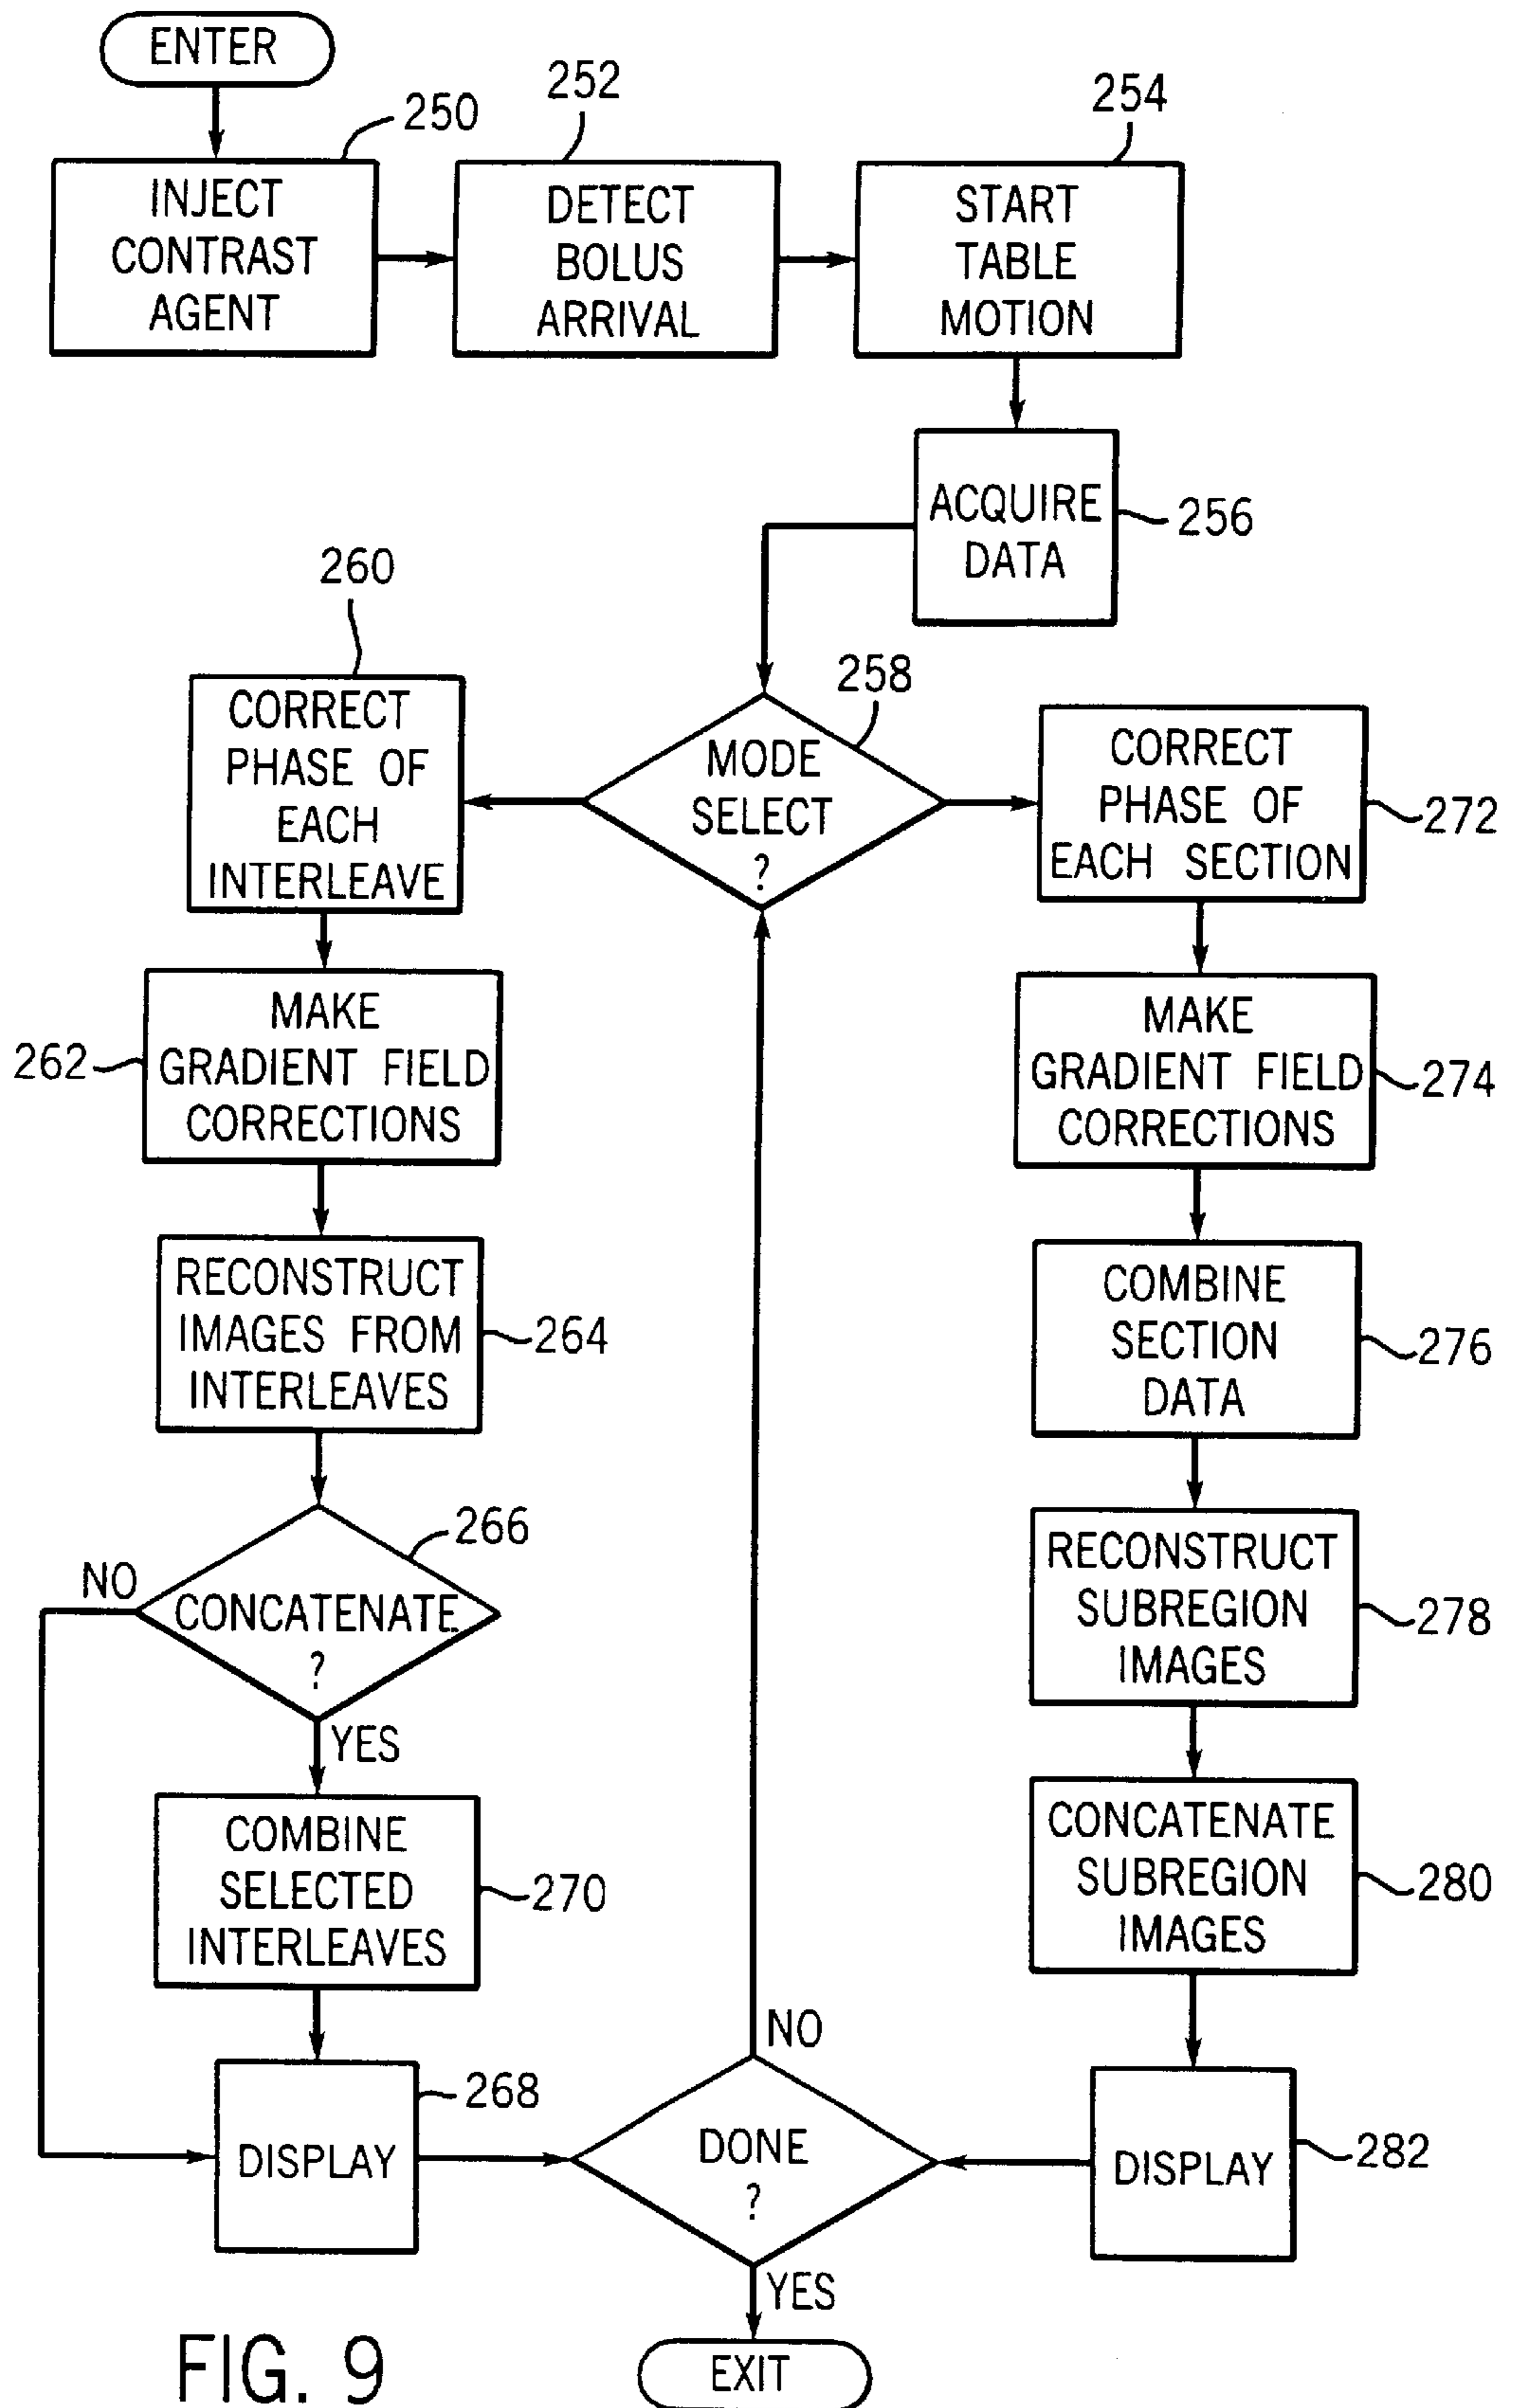 ENTER
250
252
254
INJECT
CONTRAST
AGENT
DETECT
BOLUS
ARRIVAL
START
TABLE
MOTION
ACQUIRE
DATA
256
258
MODE
SELECT
?
260
CORRECT
PHASE OF
EACH
INTERLEAVE
262
MAKE
GRADIENT FIELD
CORRECTIONS
RECONSTRUCT
IMAGES FROM
INTERLEAVES
264
266
CONCATENATE
?
NO
YES
COMBINE
SELECTED
INTERLEAVES
270
268
DISPLAY
CORRECT
PHASE OF
EACH SECTION
272
MAKE
GRADIENT FIELD
CORRECTIONS
274
COMBINE
SECTION
DATA
276
RECONSTRUCT
SUBREGION
IMAGES
278
CONCATENATE
SUBREGION
IMAGES
280
DISPLAY
282
NO
DONE
?
YES
EXIT
FIG. 9